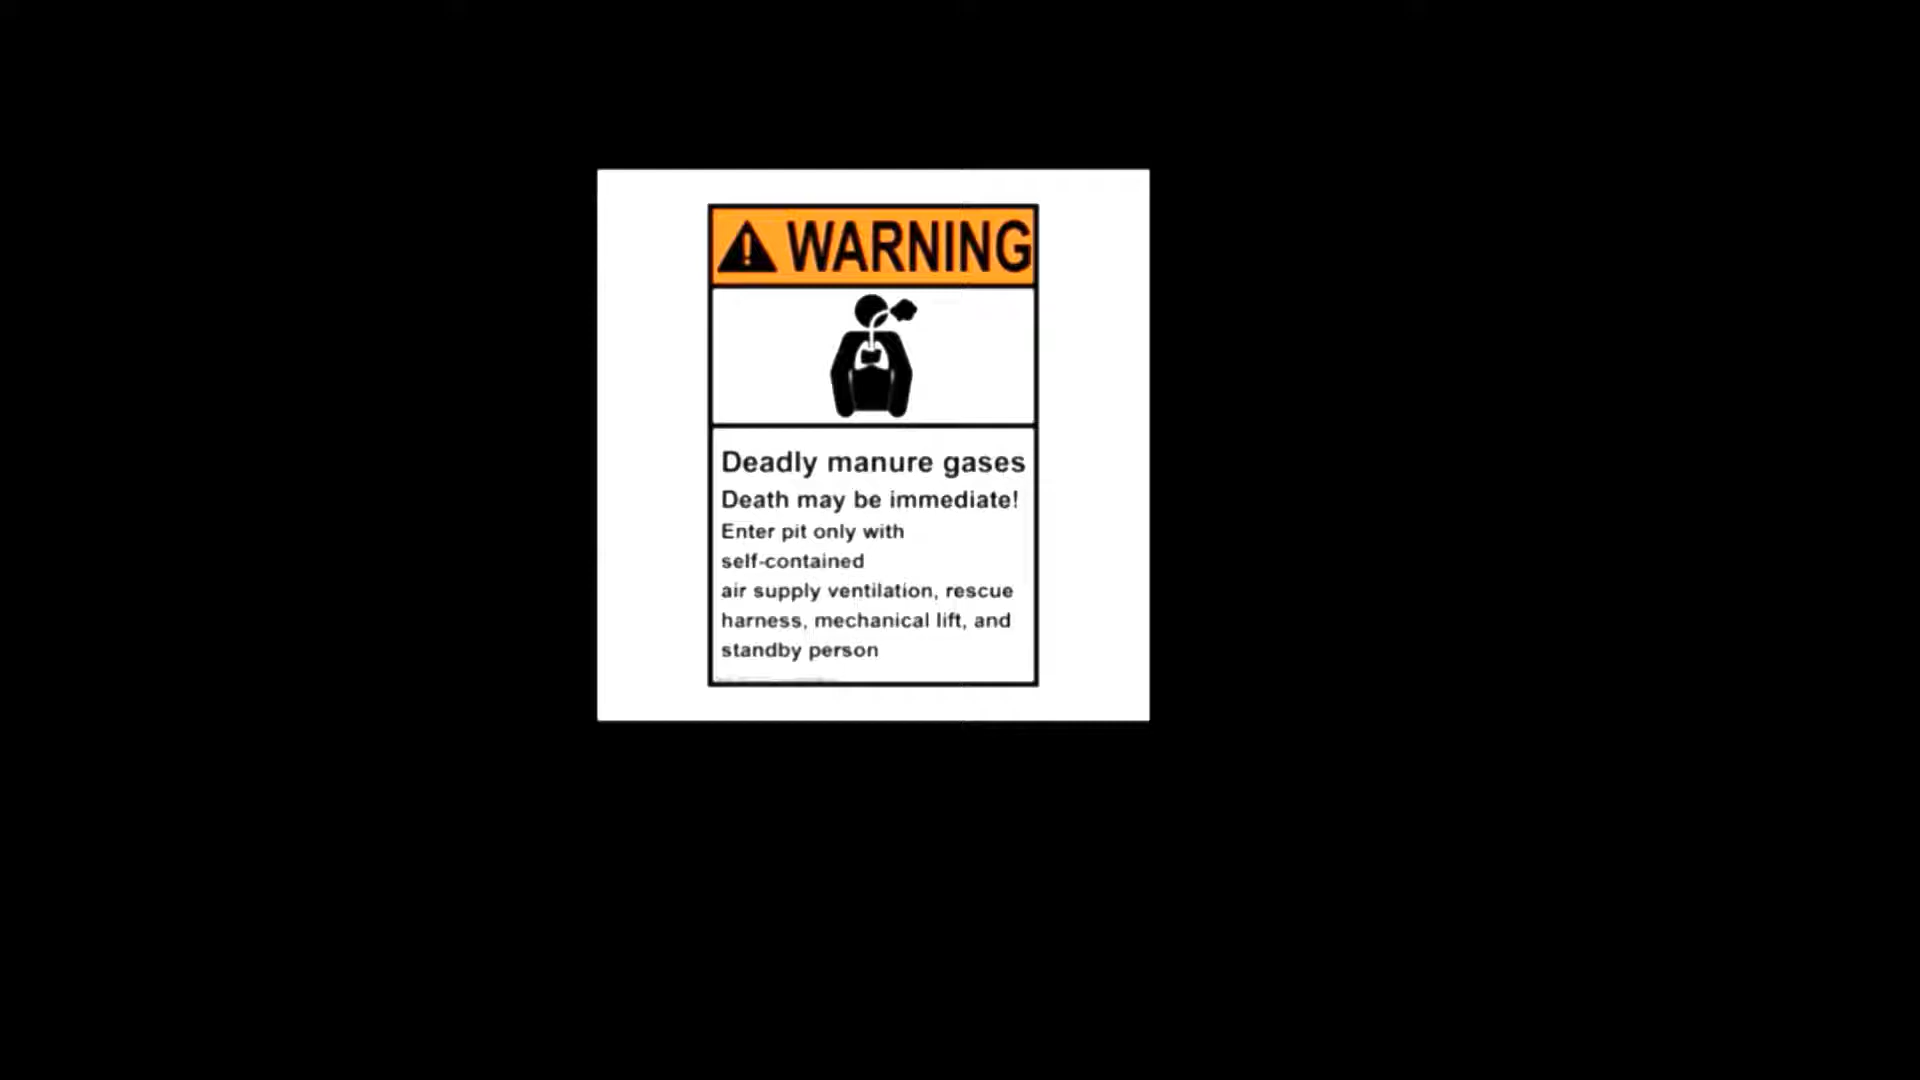 WARNING
Deadly manure gases
Death may be immediate!
Enter pit only with
self-contained
air supply ventilation, rescue
harness, mechanical lift, and
standby person